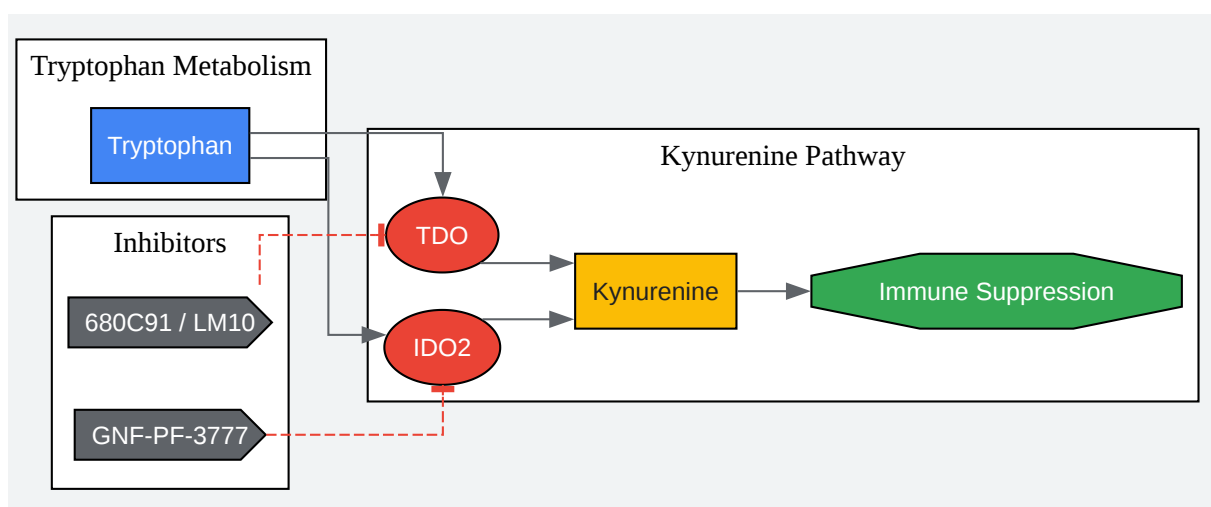 Tryptophan Metabolism
Tryptophan
Kynurenine Pathway
Inhibitors
TDO
Kynurenine
Immune Suppression
680C91 / LM10
IDO2
GNF-PF-3777